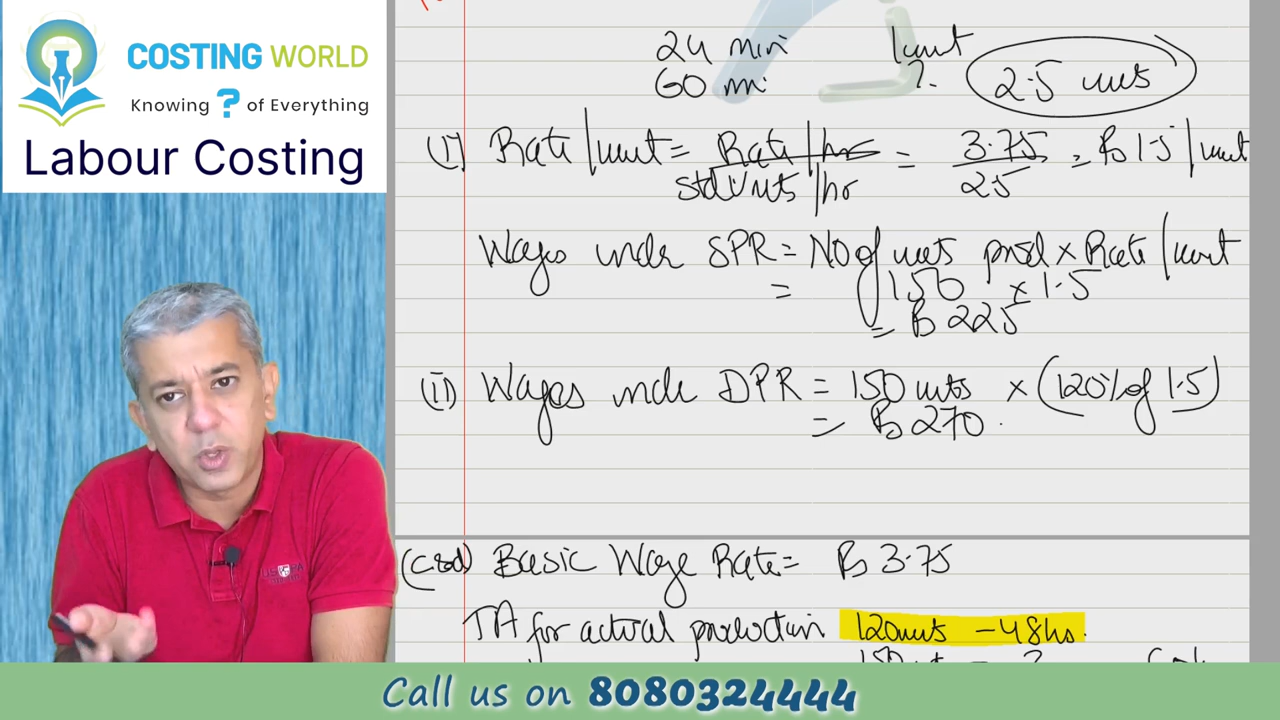 COSTING WORLD
Knowing ? of Everything
Labour Costing
24 min 1 unit
60 mi ?. 2.5 units
(i) Rate/unit = Rate/hr = 3.75 = Rs 1.5/unit
std units/hr 2.5
Wages under SPR = No of units prod x Rate/unit
= 150 x 1.5
= Rs 225
(ii) Wages under DPR = 150 units x (120% of 1.5)
= Rs 270.
Basic Wage Rate = Rs 3.75
TA for actual production 120 units - 48 hrs.
Call us on 8080324444